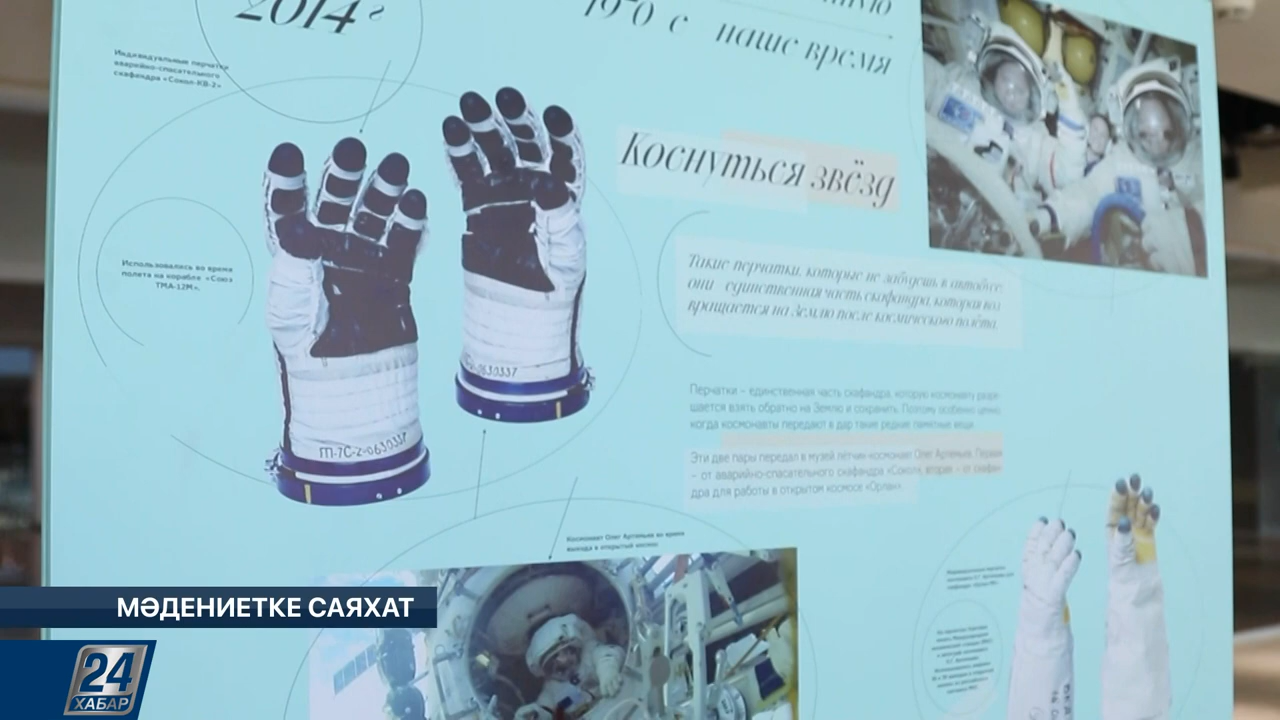 2014 г
наше время
Индивидуальные перчатки
аварийно-спасательного
скафандра «Сокол-КВ-2»
Коснуться звёзд
Использовались во время
полета на корабле «Союз
ТМА-12М».
Такие перчатки, которые не забудешь в автобусе:
они - единственная часть скафандра, которая воз
вращается на Землю после космического полёта.
Перчатки – единственная часть скафандра, которую космонавту разре-
шается взять обратно на Землю и сохранить. Поэтому особенно ценно,
когда космонавты передают в дар такие редкие памятные вещи.
Эти две пары передал в музей лётчик-космонавт Олег Артемьев. Первая
– от аварийно-спасательного скафандра «Сокол», вторая – от скафан-
дра для работы в открытом космосе «Орлан».
ГП-7С-2-0630337
Космонавт Олег Артемьев во время
выхода в открытый космос
МӘДЕНИЕТКЕ САЯХАТ
24
ХАБАР